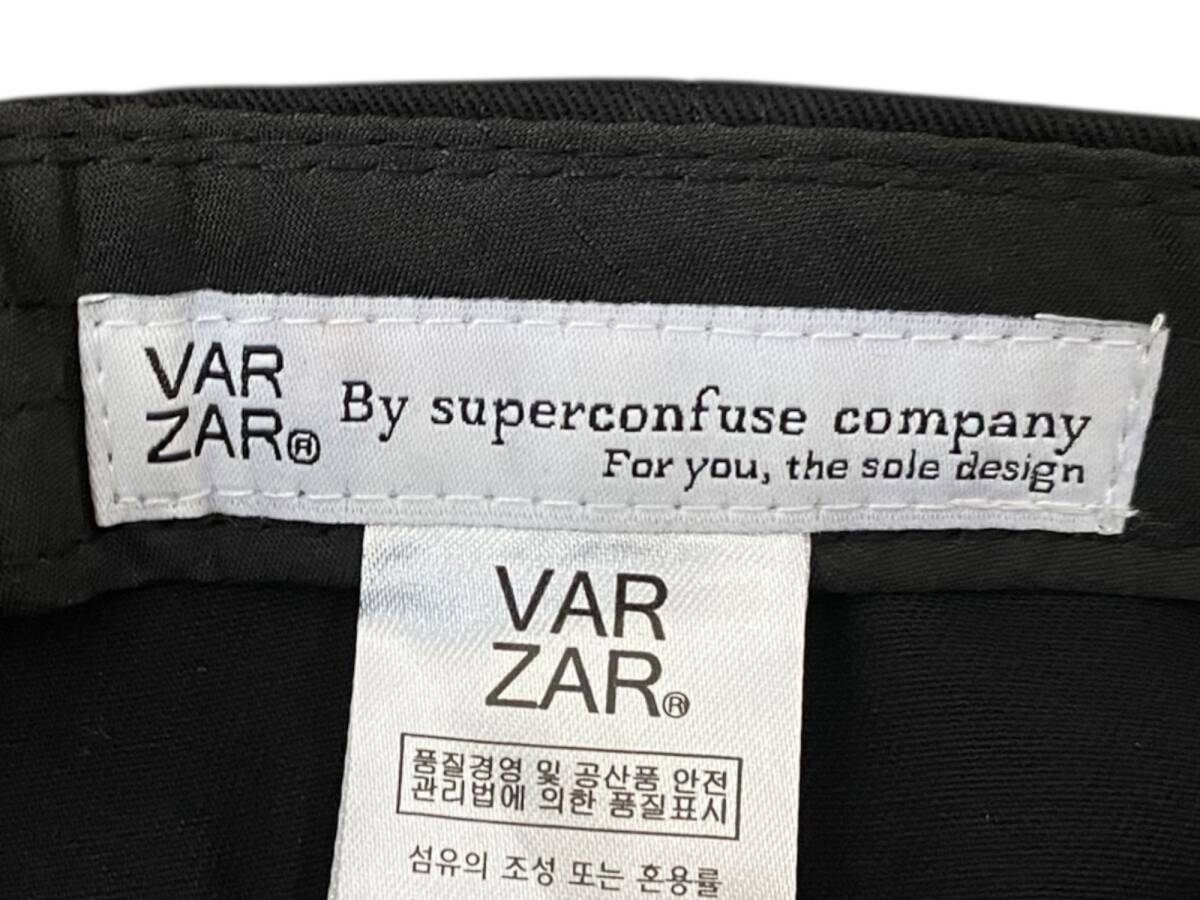 VAR
ZAR®
By superconfuse company
For you, the sole design
VAR
ZAR®
품질경영 및 공산품 안전
관리법에 의한 품질표시
섬유의 조성 또는 혼용률